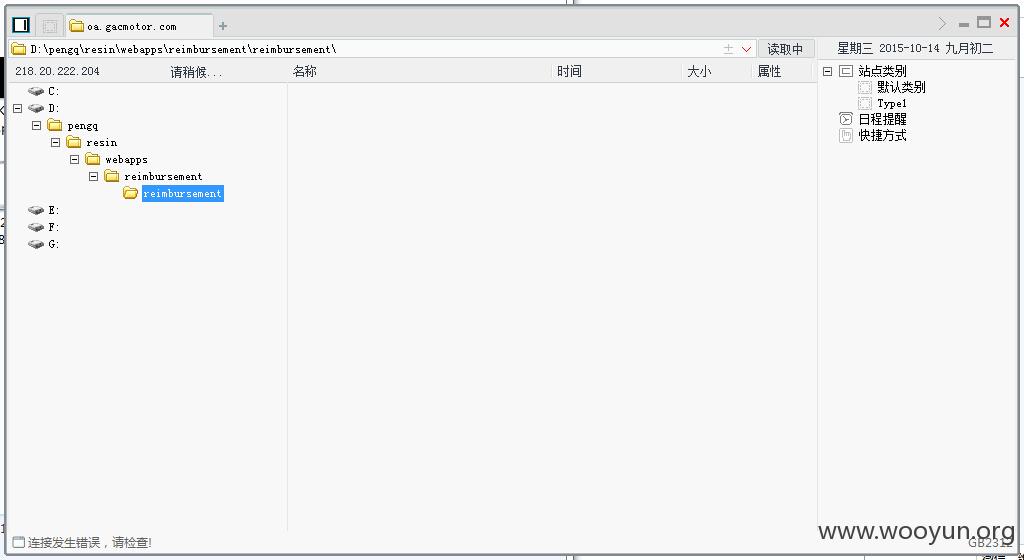 oa.gacmotor.com
D:\pengq\resin\webapps\reimbursement\reimbursement\
读取中
星期三 2015-10-14 九月初二
218.20.222.204
请稍候...
名称
时间
大小
属性
C:
D:
pengq
resin
webapps
reimbursement
reimbursement
E:
F:
G:
站点类别
默认类别
Type1
日程提醒
快捷方式
连接发生错误，请检查!
www.wooyun.org
GB2312